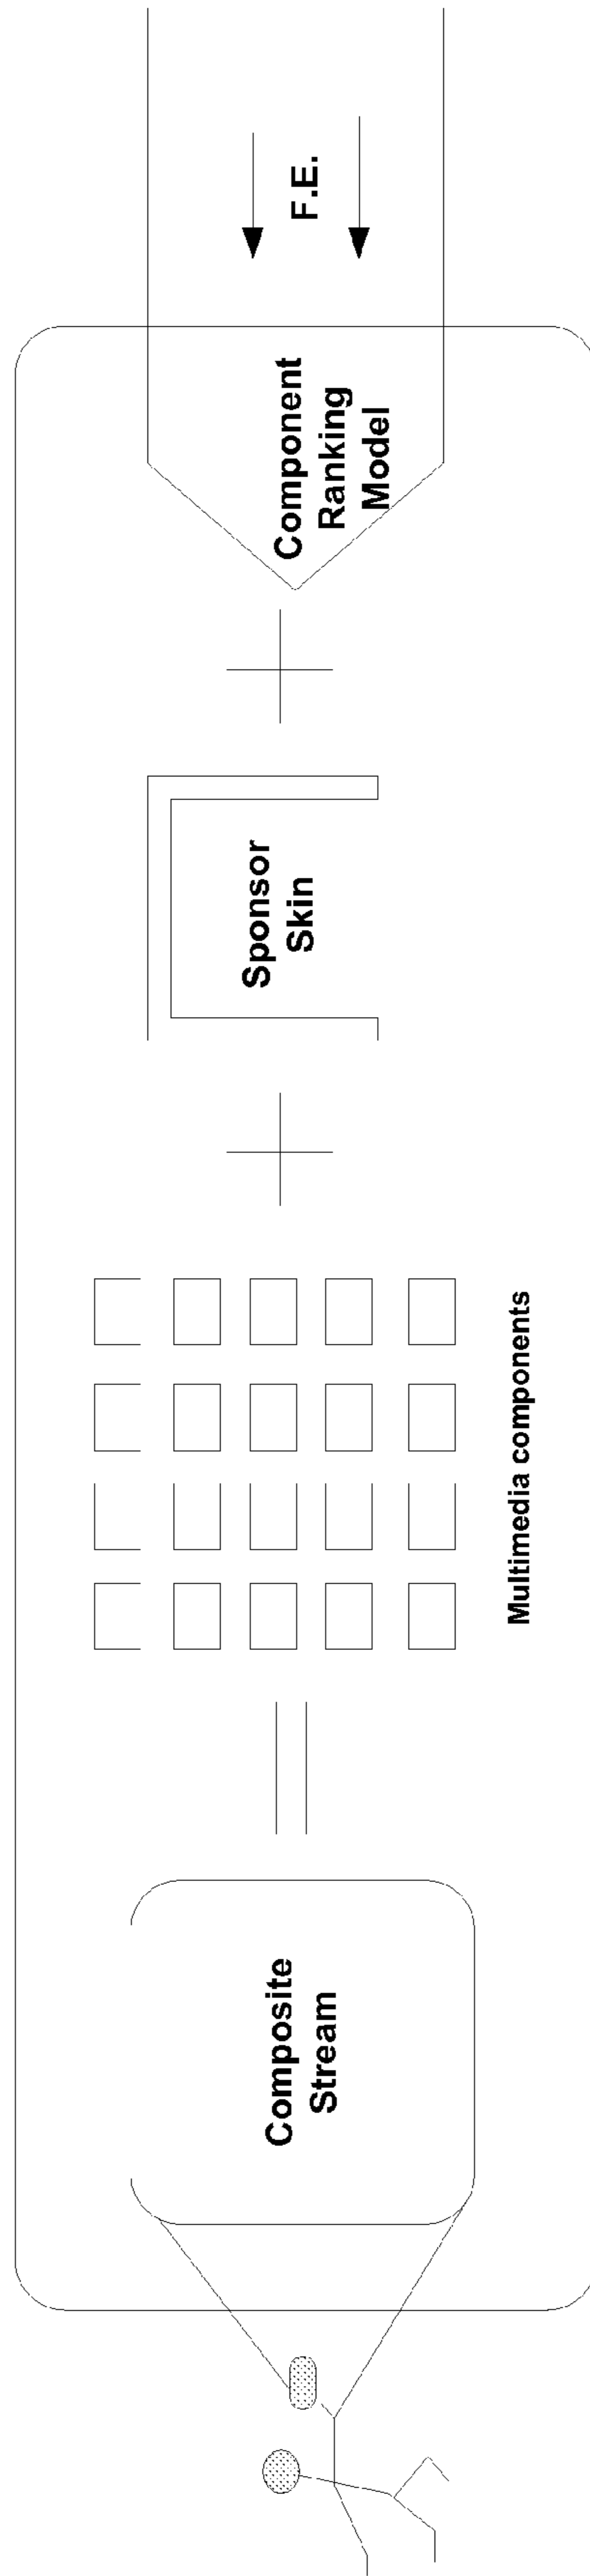 Composite
Stream
Multimedia components
Sponsor
Skin
Component
Ranking
Model
F.E.